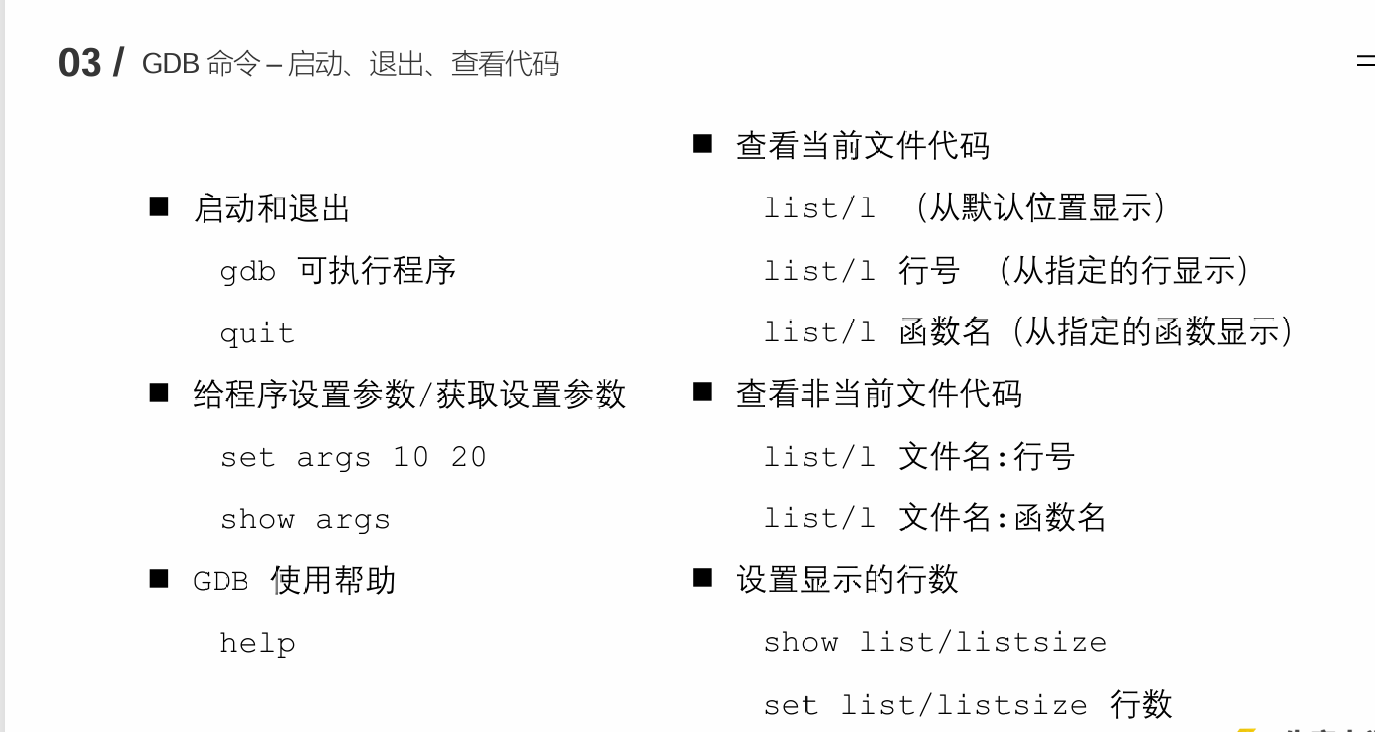 03 / GDB 命令 – 启动、退出、查看代码
■ 启动和退出
gdb 可执行程序
quit
■ 给程序设置参数/获取设置参数
set args 10 20
show args
■ GDB 使用帮助
help
■ 查看当前文件代码
list/l （从默认位置显示）
list/l 行号 （从指定的行显示）
list/l 函数名（从指定的函数显示）
■ 查看非当前文件代码
list/l 文件名:行号
list/l 文件名:函数名
■ 设置显示的行数
show list/listsize
set list/listsize 行数